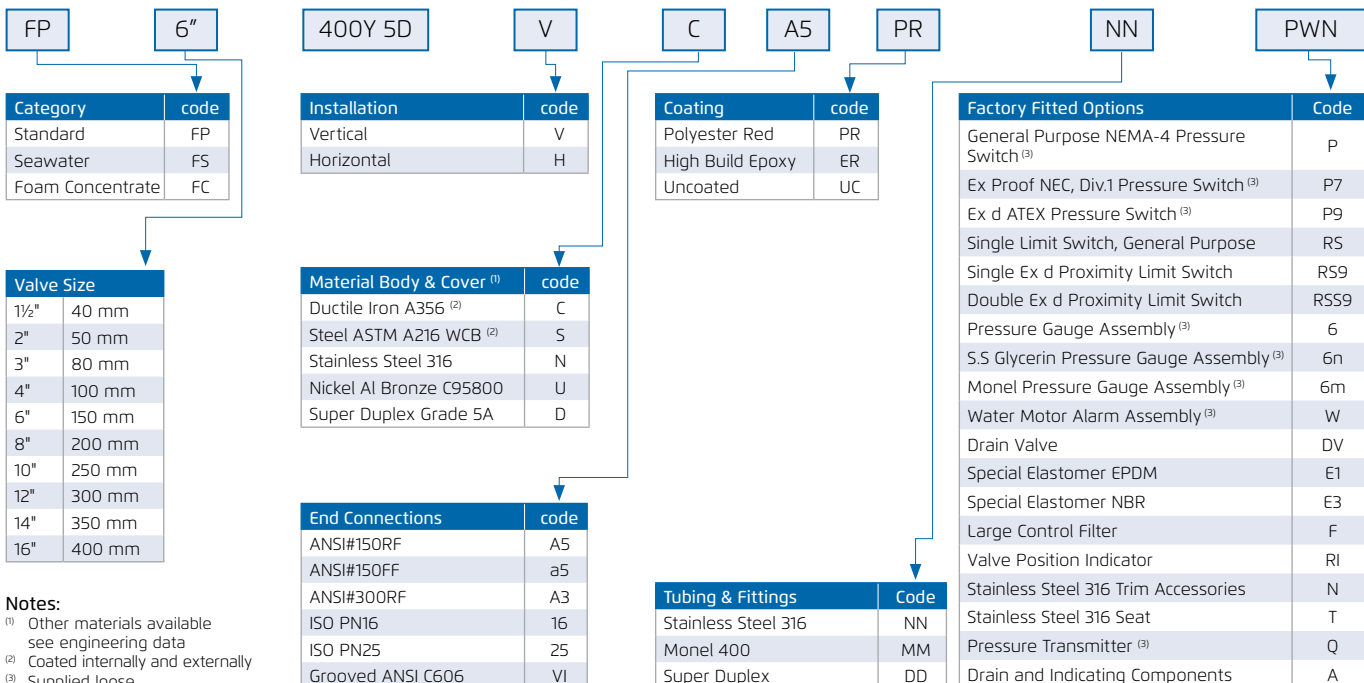 FP 6" 400Y 5D V C A5 PR NN PWN
Category code
Standard FP
Seawater FS
Foam Concentrate FC
Valve Size
1½" 40 mm
2" 50 mm
3" 80 mm
4" 100 mm
6" 150 mm
8" 200 mm
10" 250 mm
12" 300 mm
14" 350 mm
16" 400 mm
Notes:
(1) Other materials available
see engineering data
(2) Coated internally and externally
(3) Supplied loose
Installation code
Vertical V
Horizontal H
Material Body & Cover (1) code
Ductile Iron A356 (2) C
Steel ASTM A216 WCB (2) S
Stainless Steel 316 N
Nickel Al Bronze C95800 U
Super Duplex Grade 5A D
End Connections code
ANSI#150RF A5
ANSI#150FF a5
ANSI#300RF A3
ISO PN16 16
ISO PN25 25
Grooved ANSI C606 VI
Coating code
Polyester Red PR
High Build Epoxy ER
Uncoated UC
Tubing & Fittings Code
Stainless Steel 316 NN
Monel 400 MM
Super Duplex DD
Factory Fitted Options Code
General Purpose NEMA-4 Pressure
Switch (3) P
Ex Proof NEC, Div.1 Pressure Switch (3) P7
Ex d ATEX Pressure Switch (3) P9
Single Limit Switch, General Purpose RS
Single Ex d Proximity Limit Switch RS9
Double Ex d Proximity Limit Switch RSS9
Pressure Gauge Assembly (3) 6
S.S Glycerin Pressure Gauge Assembly (3) 6n
Monel Pressure Gauge Assembly (3) 6m
Water Motor Alarm Assembly (3) W
Drain Valve DV
Special Elastomer EPDM E1
Special Elastomer NBR E3
Large Control Filter F
Valve Position Indicator RI
Stainless Steel 316 Trim Accessories N
Stainless Steel 316 Seat T
Pressure Transmitter (3) Q
Drain and Indicating Components A